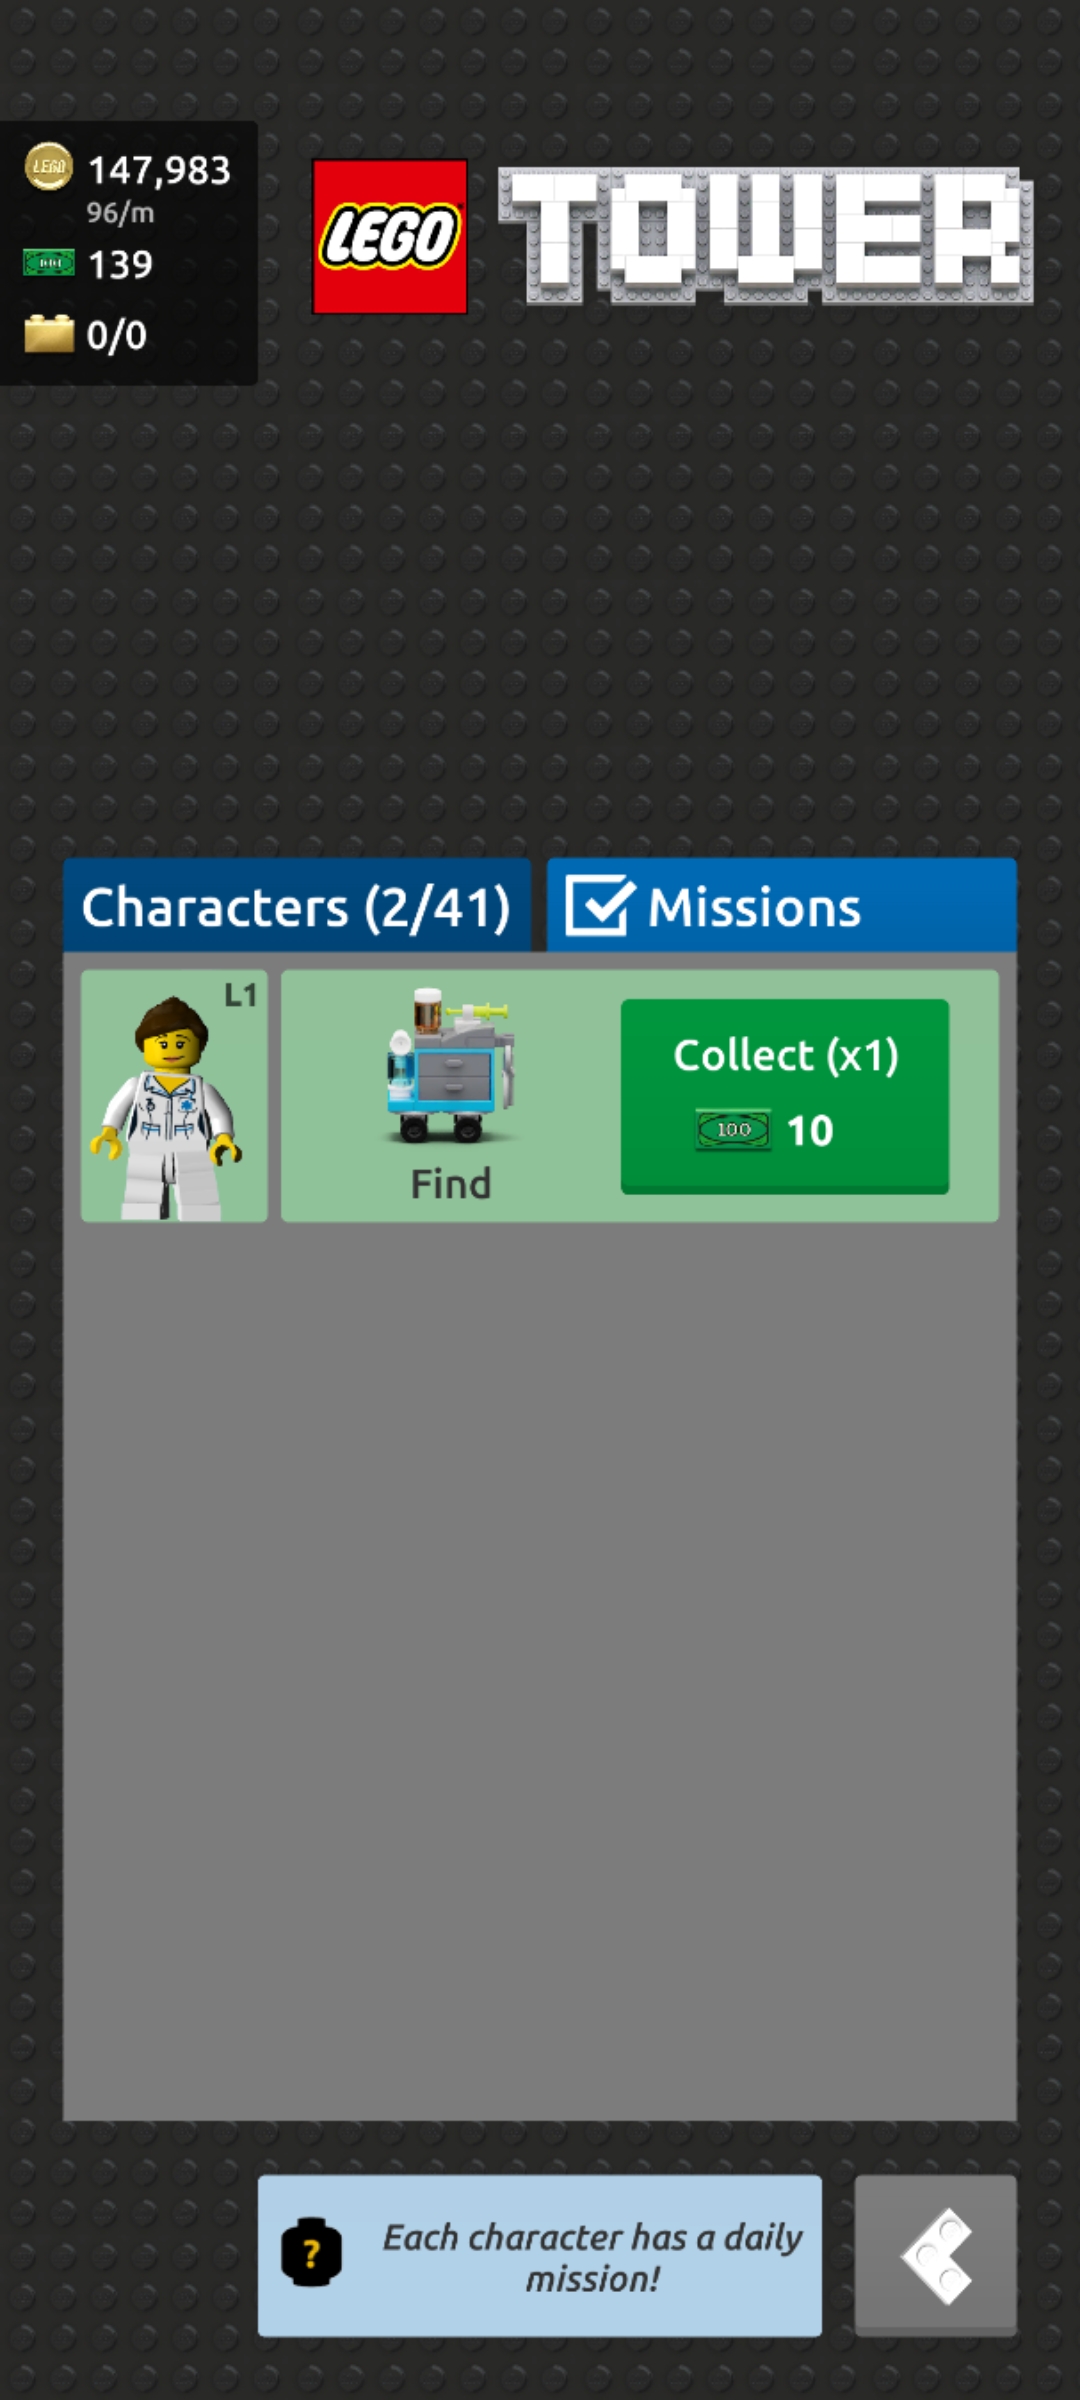 LEGO
147,983
96/m
139
0/0
LEGO TOWER
Characters (2/41)
Missions
L1
Find
Collect (x1)
100
10
?
Each character has a daily
mission!